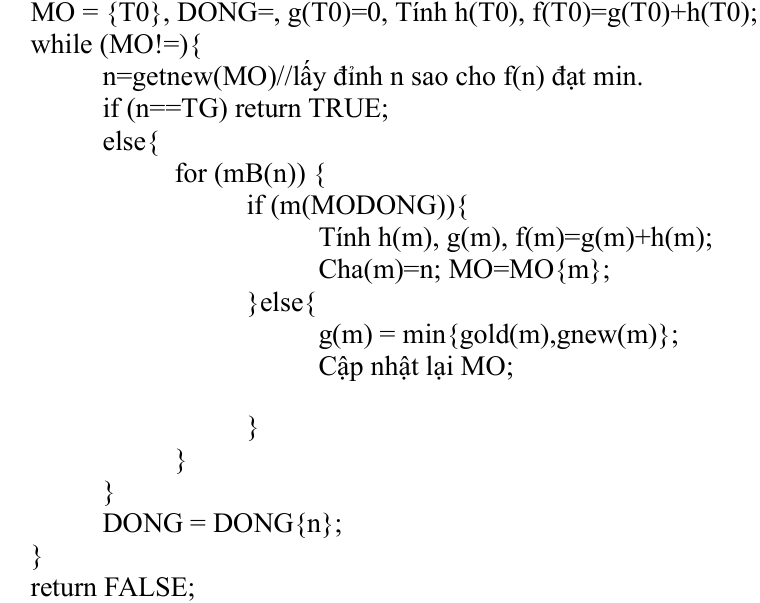 MO = {T0}, DONG=, g(T0)=0, Tính h(T0), f(T0)=g(T0)+h(T0);
while (MO!=){
n=getnew(MO)//lấy đỉnh n sao cho f(n) đạt min.
if (n==TG) return TRUE;
else{
for (mB(n)) {
if (m(MODONG)){
Tính h(m), g(m), f(m)=g(m)+h(m);
Cha(m)=n; MO=MO{m};
}else{
g(m) = min{gold(m),gnew(m)};
Cập nhật lại MO;
}
}
}
DONG = DONG{n};
}
return FALSE;